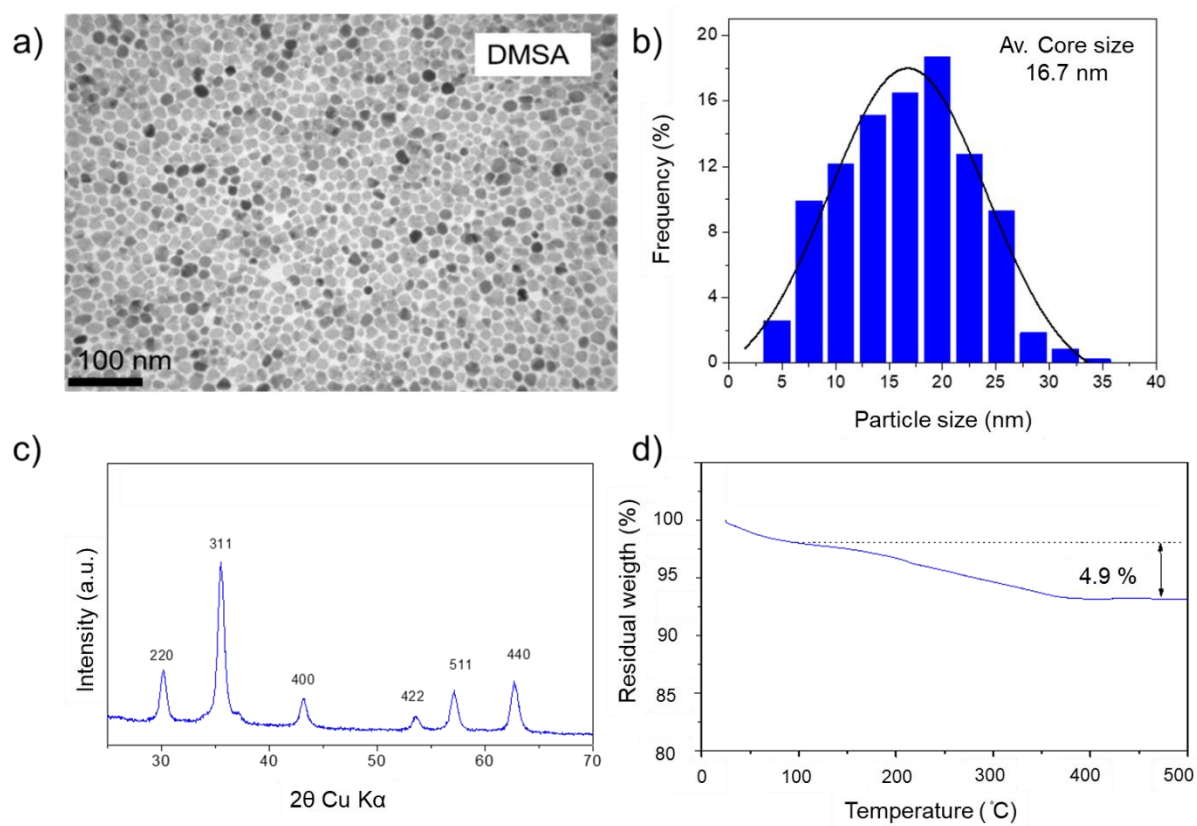 a)
DMSA
100 nm
b)
Av. Core size
16.7 nm
Frequency (%)
20
16
12
8
4
0
0 5 10 15 20 25 30 35 40
Particle size (nm)
c)
Intensity (a.u.)
220
311
400
422
511
440
30 40 50 60 70
2θ Cu Kα
d)
Residual weigth (%)
100
95
90
85
80
4.9 %
0 100 200 300 400 500
Temperature (°C)